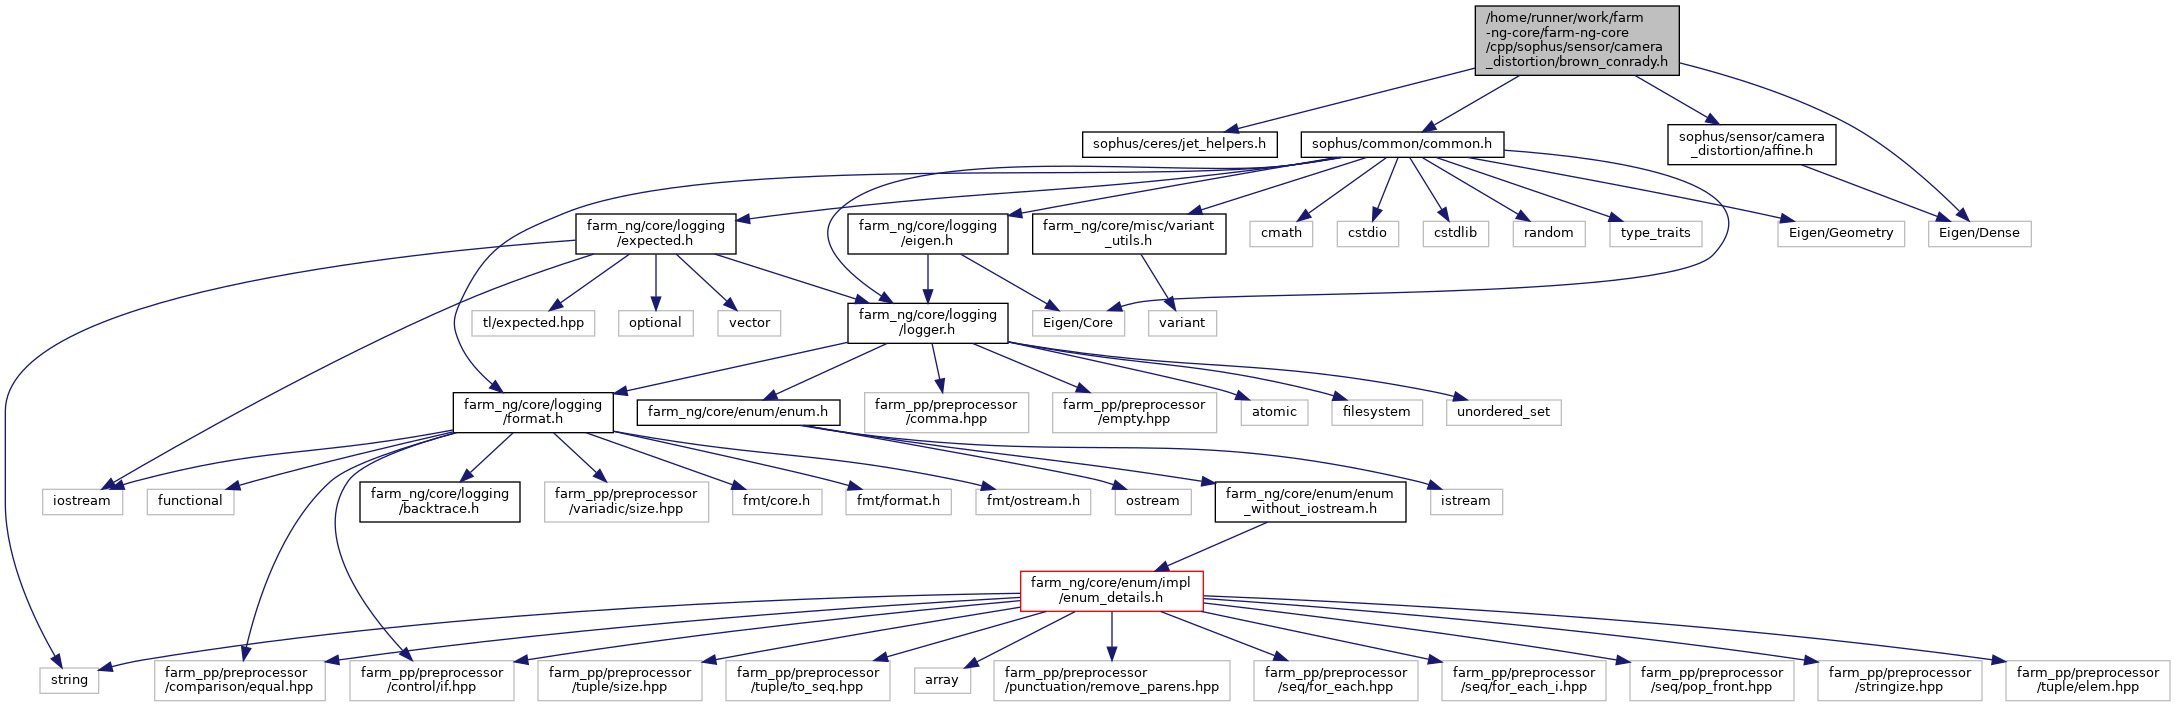 /home/runner/work/farm
-ng-core/farm-ng-core
/cpp/sophus/sensor/camera
_distortion/brown_conrady.h
sophus/ceres/jet_helpers.h
sophus/common/common.h
sophus/sensor/camera
_distortion/affine.h
farm_ng/core/logging
/expected.h
farm_ng/core/logging
/eigen.h
farm_ng/core/misc/variant
_utils.h
cmath
cstdio
cstdlib
random
type_traits
Eigen/Geometry
Eigen/Dense
tl/expected.hpp
optional
vector
farm_ng/core/logging
/logger.h
Eigen/Core
variant
farm_ng/core/logging
/format.h
farm_ng/core/enum/enum.h
farm_pp/preprocessor
/comma.hpp
farm_pp/preprocessor
/empty.hpp
atomic
filesystem
unordered_set
iostream
functional
farm_ng/core/logging
/backtrace.h
farm_pp/preprocessor
/variadic/size.hpp
fmt/core.h
fmt/format.h
fmt/ostream.h
ostream
farm_ng/core/enum/enum
_without_iostream.h
istream
farm_ng/core/enum/impl
/enum_details.h
string
farm_pp/preprocessor
/comparison/equal.hpp
farm_pp/preprocessor
/control/if.hpp
farm_pp/preprocessor
/tuple/size.hpp
farm_pp/preprocessor
/tuple/to_seq.hpp
array
farm_pp/preprocessor
/punctuation/remove_parens.hpp
farm_pp/preprocessor
/seq/for_each.hpp
farm_pp/preprocessor
/seq/for_each_i.hpp
farm_pp/preprocessor
/seq/pop_front.hpp
farm_pp/preprocessor
/stringize.hpp
farm_pp/preprocessor
/tuple/elem.hpp